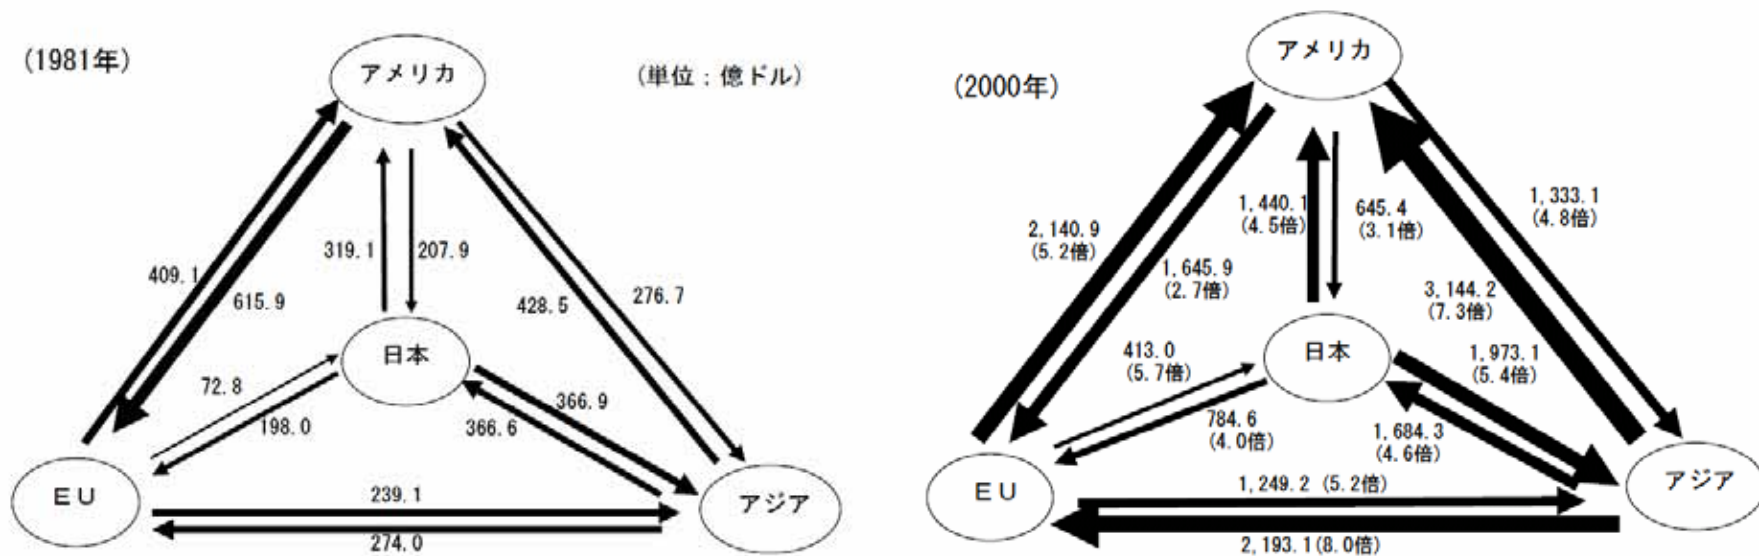 (1981年)
アメリカ
(単位：億ドル)
409.1
615.9
319.1
207.9
428.5
276.7
日本
72.8
198.0
366.9
366.6
ＥＵ
アジア
239.1
274.0
(2000年)
アメリカ
2,140.9
(5.2倍)
1,645.9
(2.7倍)
1,440.1
(4.5倍)
645.4
(3.1倍)
1,333.1
(4.8倍)
3,144.2
(7.3倍)
日本
413.0
(5.7倍)
784.6
(4.0倍)
1,973.1
(5.4倍)
1,684.3
(4.6倍)
ＥＵ
アジア
1,249.2 (5.2倍)
2,193.1(8.0倍)